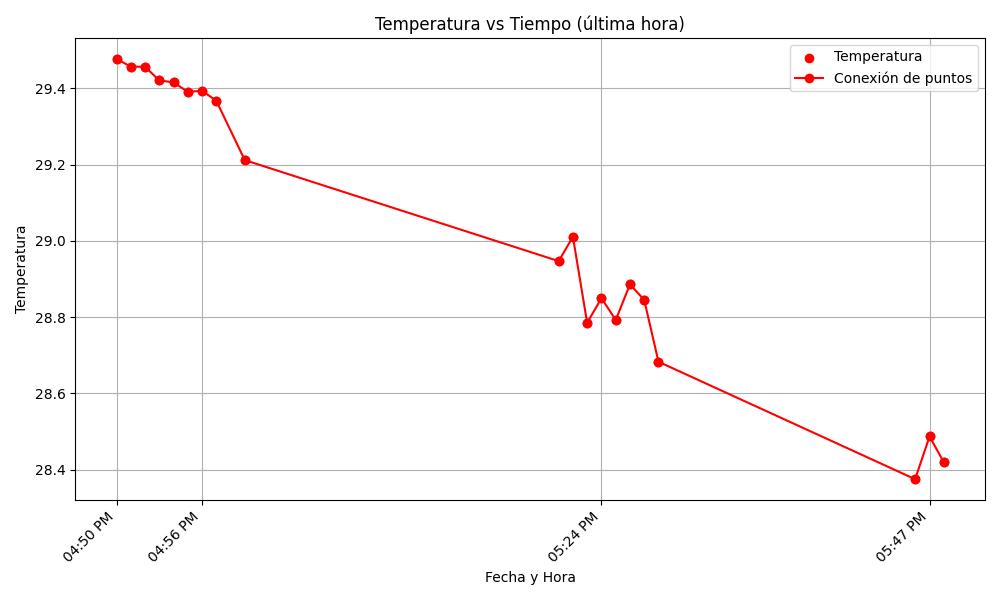 Temperatura vs Tiempo (última hora)
Temperatura
Conexión de puntos
29.4
29.2
29.0
28.8
28.6
28.4
Temperatura
04:50 PM
04:56 PM
05:24 PM
05:47 PM
Fecha y Hora